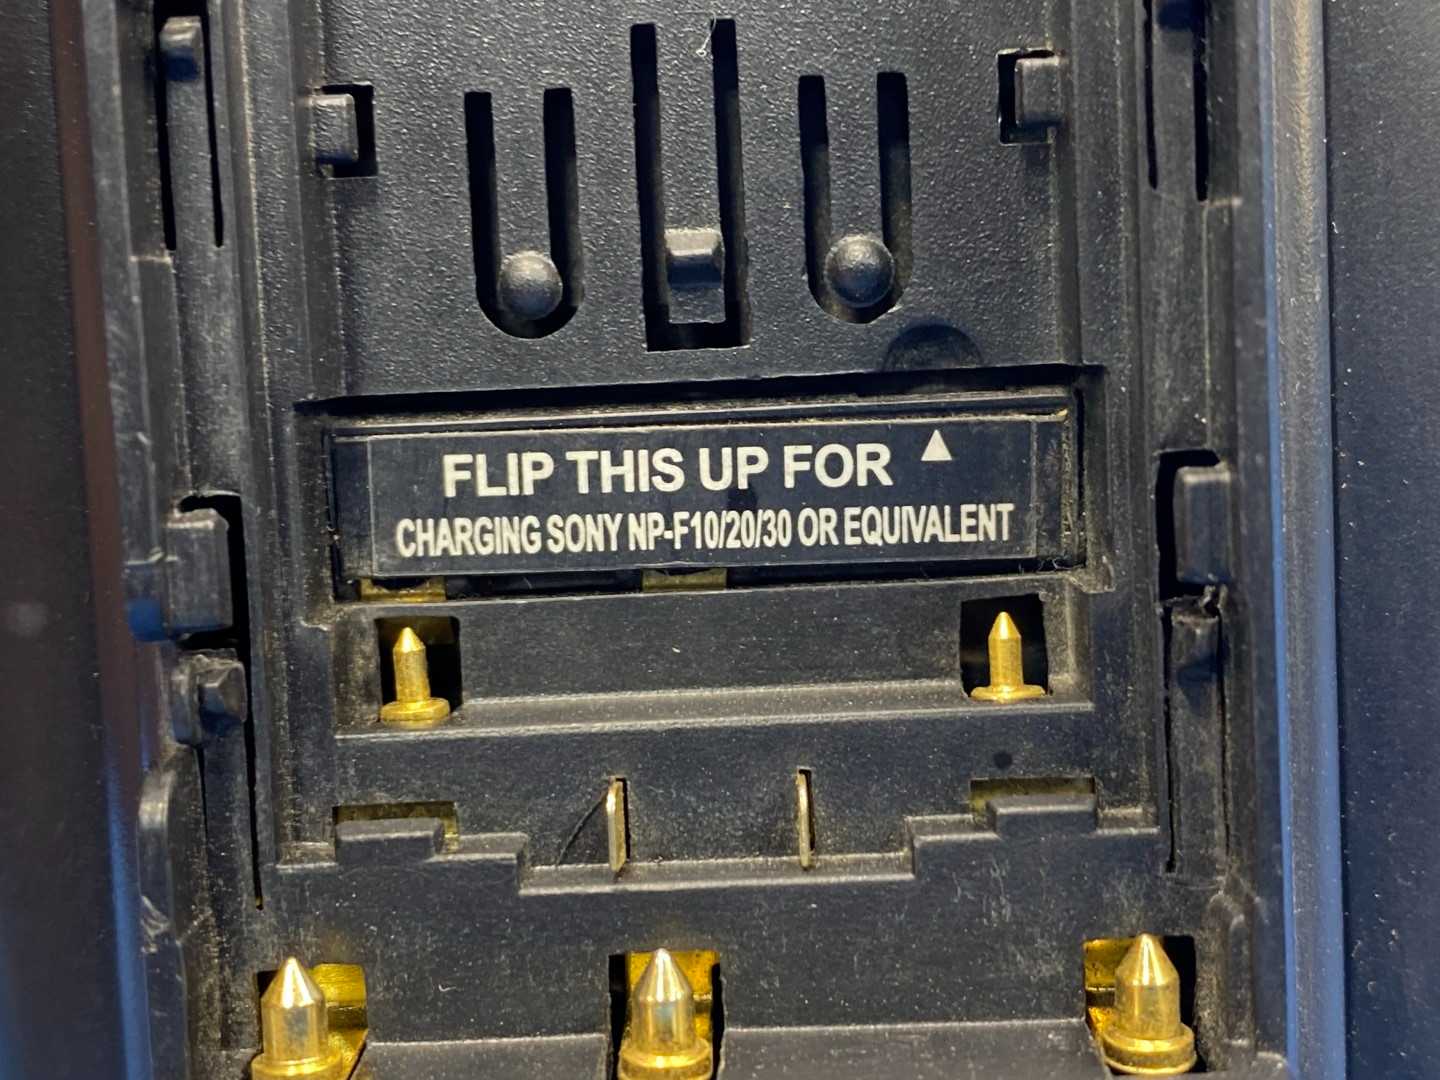 FLIP THIS UP FOR ▲
CHARGING SONY NP-F10/20/30 OR EQUIVALENT